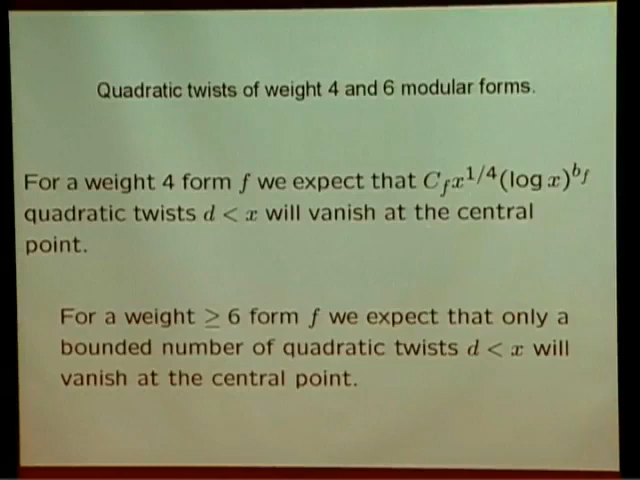 Quadratic twists of weight 4 and 6 modular forms.
For a weight 4 form f we expect that C_f x^{1/4}(log x)^{b_f}
quadratic twists d < x will vanish at the central
point.
For a weight ≥ 6 form f we expect that only a
bounded number of quadratic twists d < x will
vanish at the central point.